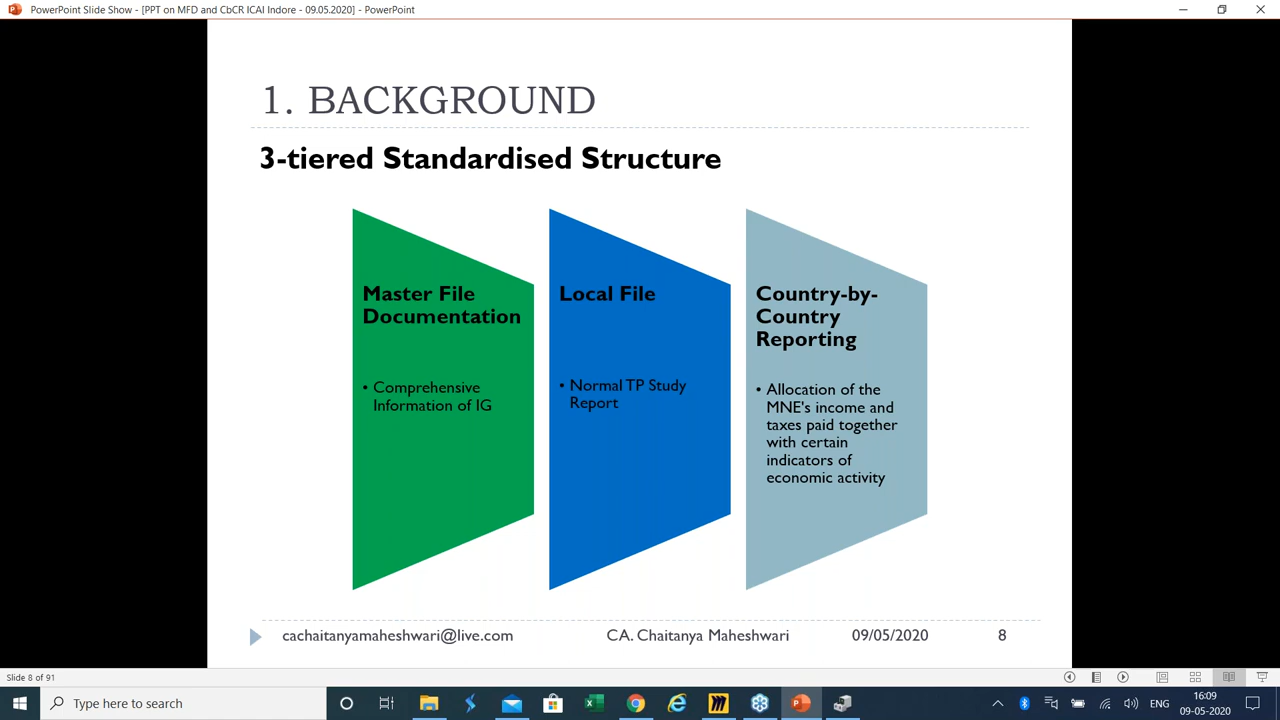 PowerPoint Slide Show - [PPT on MFD and CbCR ICAI Indore - 09.05.2020] - PowerPoint
1. BACKGROUND
3-tiered Standardised Structure
Master File
Documentation
• Comprehensive
Information of IG
Local File
• Normal TP Study
Report
Country-by-
Country
Reporting
• Allocation of the
MNE's income and
taxes paid together
with certain
indicators of
economic activity
cachaitanyamaheshwari@live.com CA. Chaitanya Maheshwari 09/05/2020 8
Slide 8 of 91
Type here to search
ENG
16:09
09-05-2020